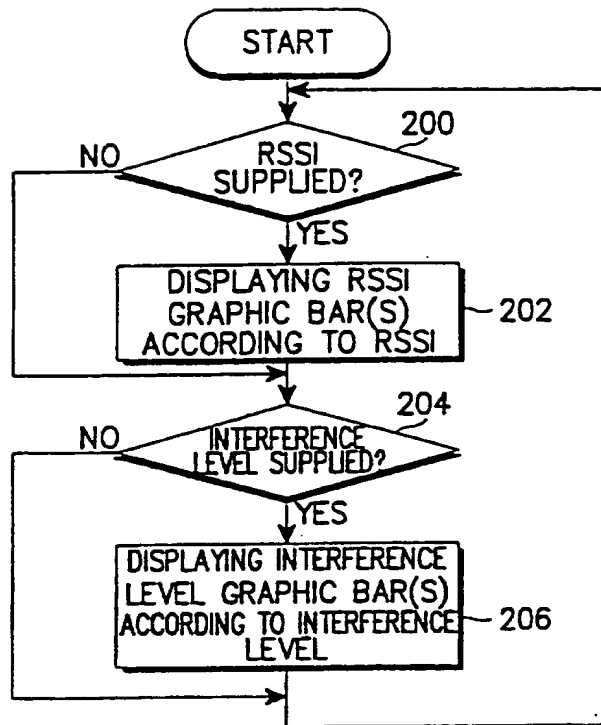 START
200
NO
RSSI
SUPPLIED?
YES
DISPLAYING RSSI
GRAPHIC BAR(S)
ACCORDING TO RSSI
202
204
NO
INTERFERENCE
LEVEL SUPPLIED?
YES
DISPLAYING INTERFERENCE
LEVEL GRAPHIC BAR(S)
ACCORDING TO INTERFERENCE
LEVEL
206